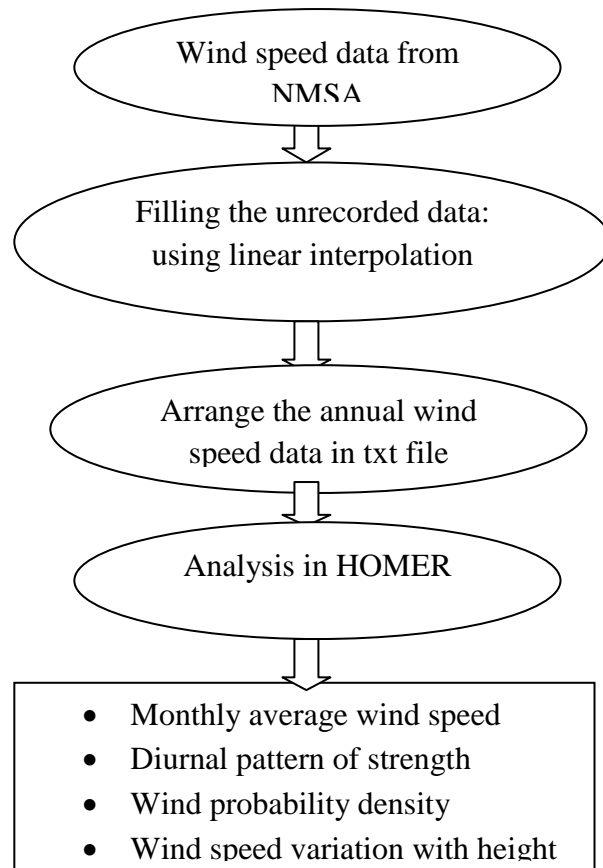 Wind speed data from
NMSA
Filling the unrecorded data:
using linear interpolation
Arrange the annual wind
speed data in txt file
Analysis in HOMER
• Monthly average wind speed
• Diurnal pattern of strength
• Wind probability density
• Wind speed variation with height